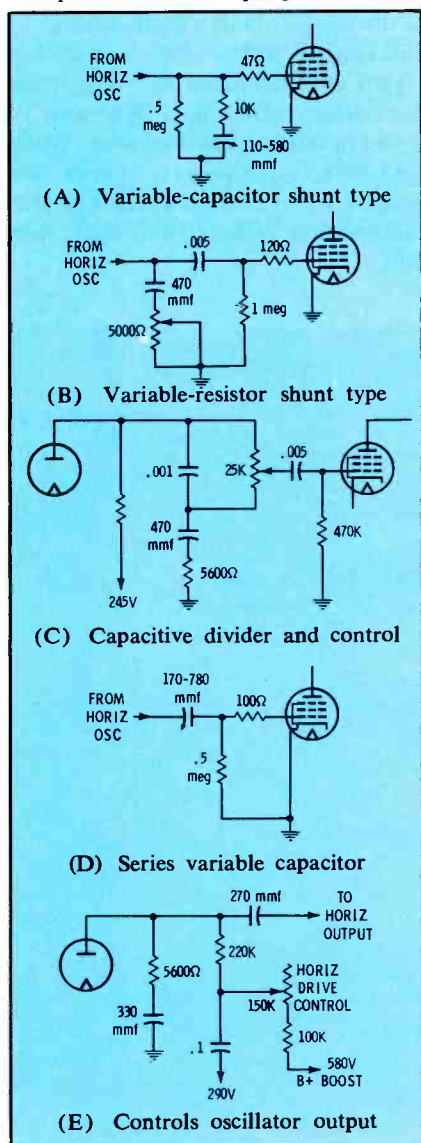 FROM
HORIZ
OSC
47Ω
.5
meg
10K
110-580
mmf
(A) Variable-capacitor shunt type
FROM
HORIZ
OSC
.005
120Ω
470
mmf
1 meg
5000Ω
(B) Variable-resistor shunt type
.001
25K
.005
470
mmf
470K
5600Ω
245V
(C) Capacitive divider and control
170-780
mmf
FROM
HORIZ
OSC
100Ω
.5
meg
(D) Series variable capacitor
270 mmf
TO
HORIZ
OUTPUT
5600Ω
220K
HORIZ
DRIVE
CONTROL
150K
330
mmf
.1
100K
580V
B+ BOOST
290V
(E) Controls oscillator output